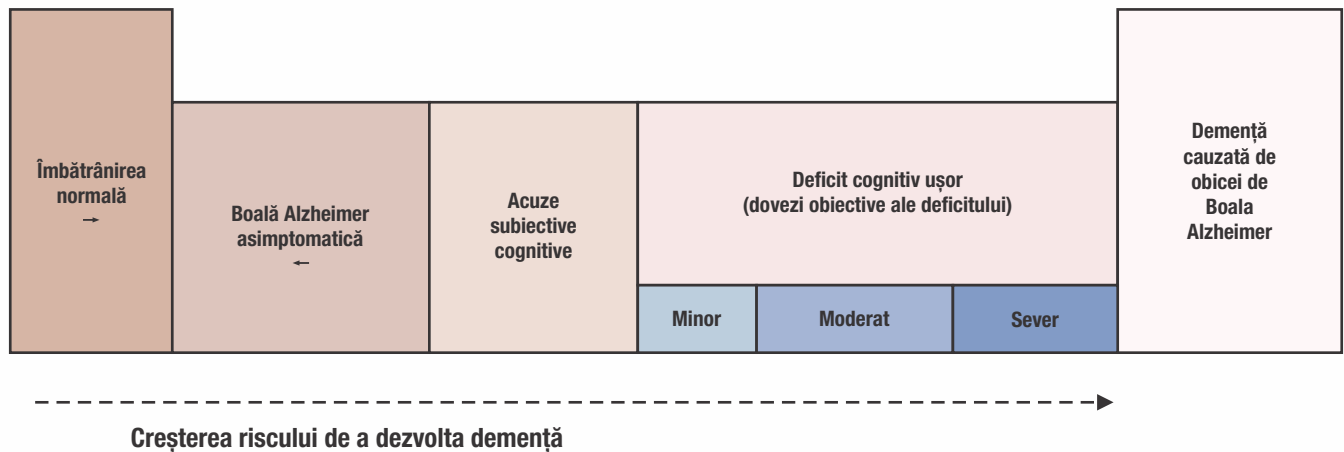 Îmbătrânirea
normală
→
Boală Alzheimer
asimptomatică
←
Acuze
subiective
cognitive
Deficit cognitiv ușor
(dovezi obiective ale deficitului)
Minor
Moderat
Sever
Demență
cauzată de
obicei de
Boala
Alzheimer
Creșterea riscului de a dezvolta demență